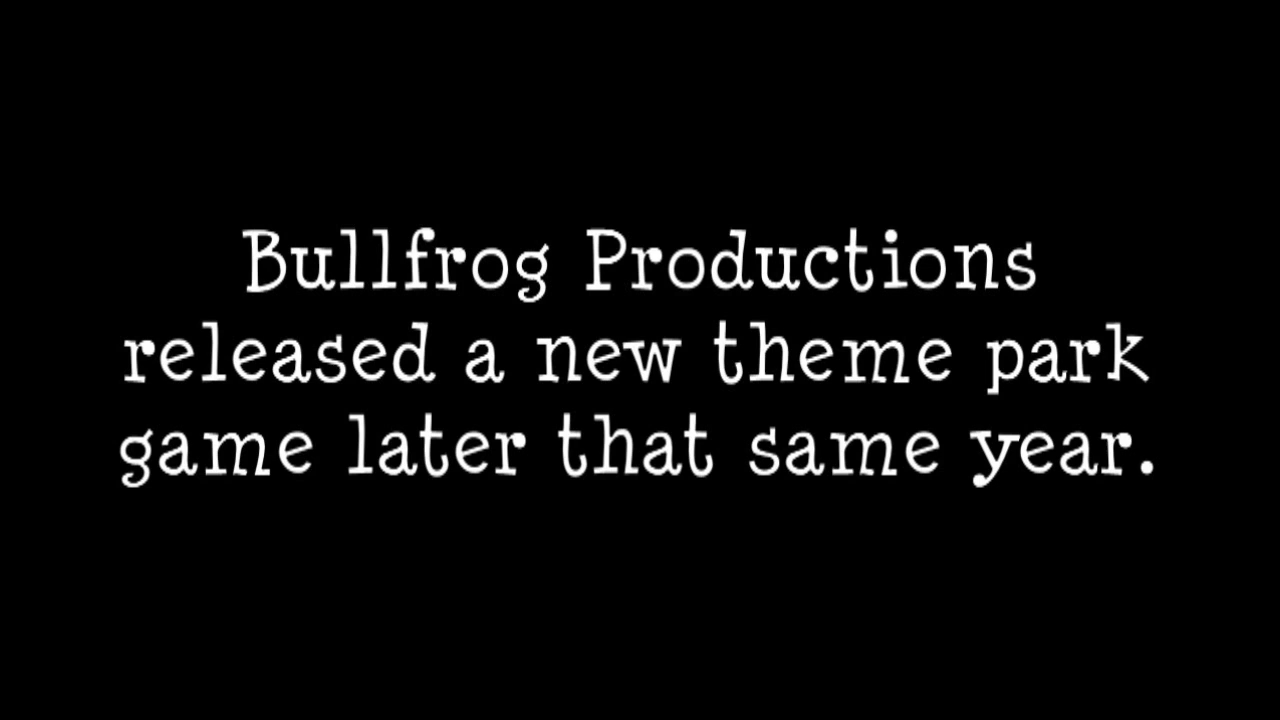 Bullfrog Productions
released a new theme park
game later that same year.